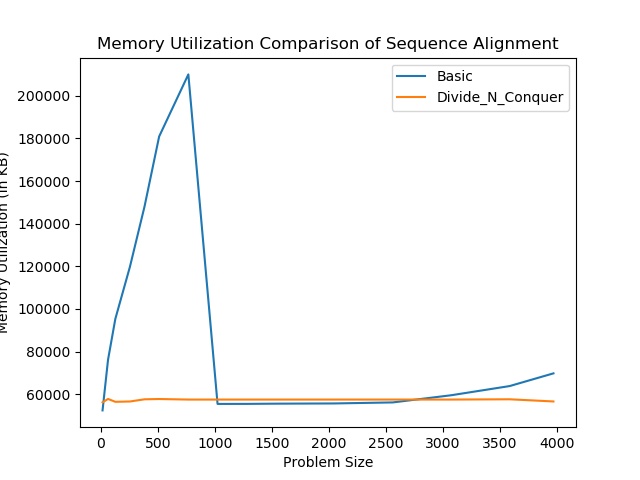 Memory Utilization Comparison of Sequence Alignment
Basic
Divide_N_Conquer
200000
180000
160000
140000
120000
100000
80000
60000
Memory Utilization (in KB)
0 500 1000 1500 2000 2500 3000 3500 4000
Problem Size